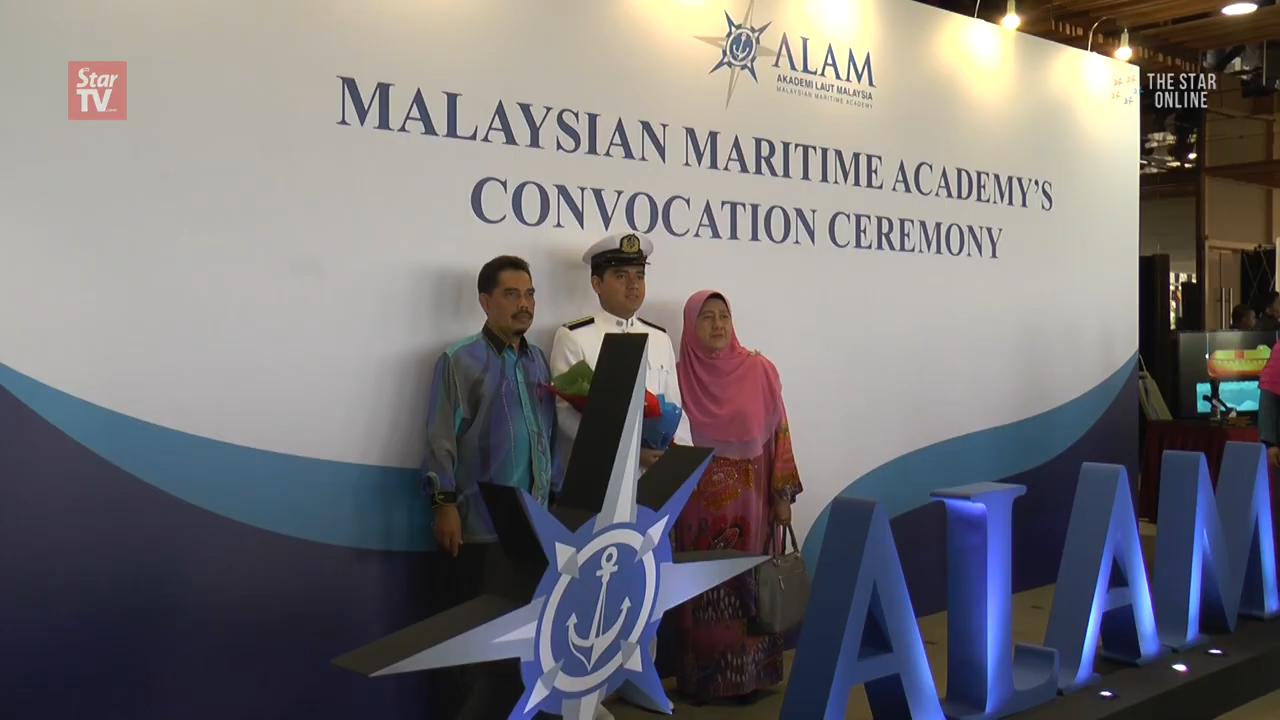 Star
TV
THE STAR
ONLINE
ALAM
AKADEMI LAUT MALAYSIA
MALAYSIAN MARITIME ACADEMY
MALAYSIAN MARITIME ACADEMY'S
CONVOCATION CEREMONY
ALAM